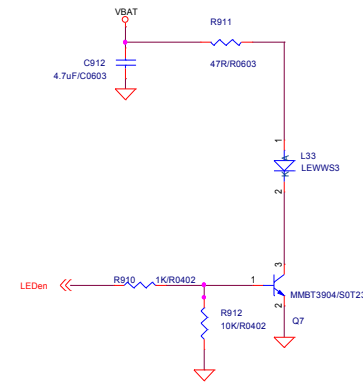 VBAT
R911
C912
4.7uF/C0603
47R/R0603
1
L33
LEWWS3
2
3
LEDen
R910
1K/R0402
1
MMBT3904/S0T23
R912
10K/R0402
2
Q7